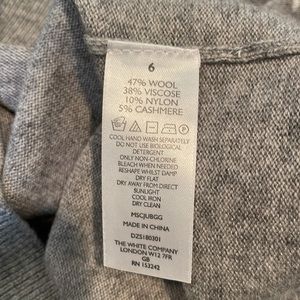 6
47% WOOL
38% VISCOSE
10% NYLON
5% CASHMERE
COOL HAND WASH SEPARATELY
DO NOT USE BIOLOGICAL
DETERGENT
ONLY NON-CHLORINE
BLEACH WHEN NEEDED
RESHAPE WHILST DAMP
DRY FLAT
DRY AWAY FROM DIRECT
SUNLIGHT
COOL IRON
DRY CLEAN
MSCJUBGG
MADE IN CHINA
DZS180301
THE WHITE COMPANY
LONDON W12 7FR
GB
RN 153242